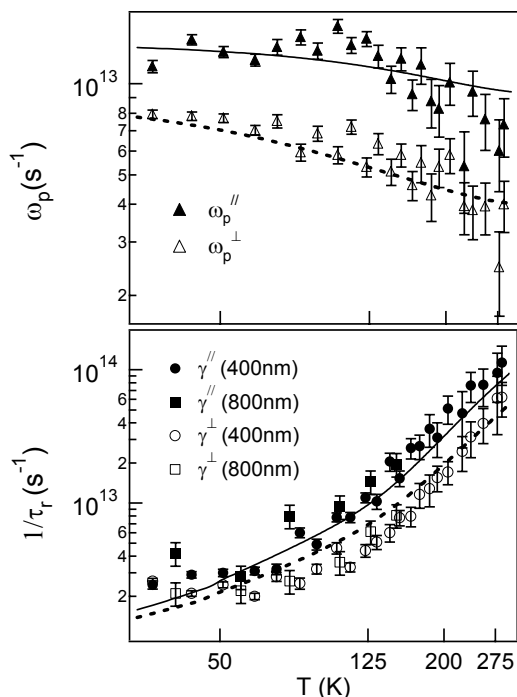 10^13
8
7
6
5
4
3
2
ω_p(s^-1)
ω_p^//
ω_p^⊥
10^14
4
2
10^13
6
4
2
1/τ_r(s^-1)
γ^// (400nm)
γ^// (800nm)
γ^⊥ (400nm)
γ^⊥ (800nm)
50
125
200
275
T (K)